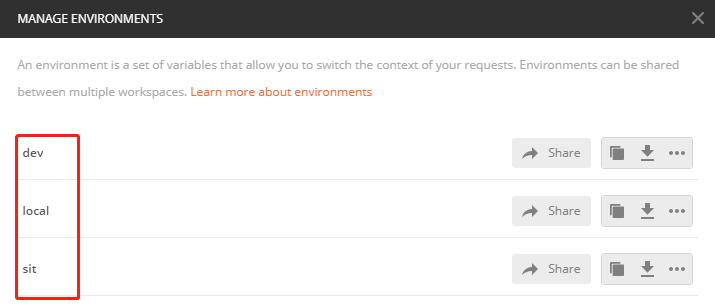 MANAGE ENVIRONMENTS
An environment is a set of variables that allow you to switch the context of your requests. Environments can be shared
between multiple workspaces. Learn more about environments
dev Share
local Share
sit Share